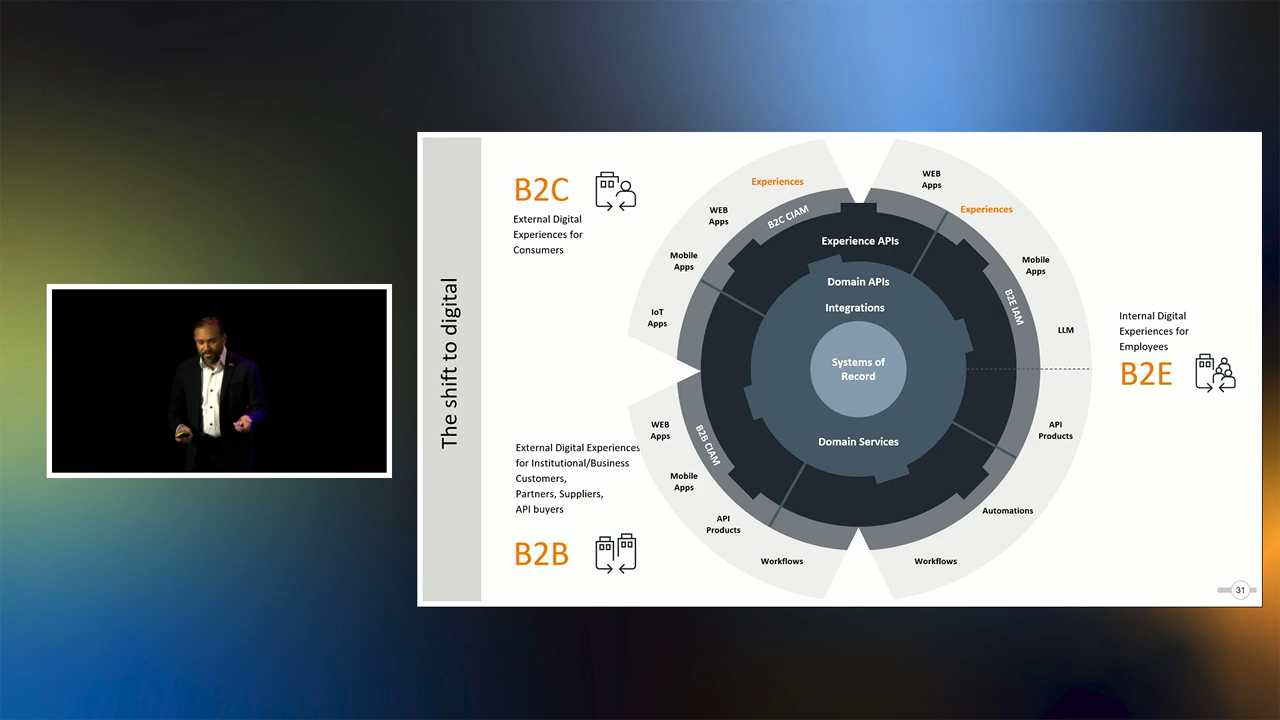 The shift to digital
B2C
External Digital
Experiences for
Consumers
External Digital Experiences
for Institutional/Business
Customers,
Partners, Suppliers,
API buyers
B2B
Experiences
WEB
Apps
Mobile
Apps
IoT
Apps
B2C CIAM
WEB
Apps
Mobile
Apps
API
Products
Workflows
B2B CIAM
Experience APIs
Domain APIs
Integrations
Systems of
Record
Domain Services
WEB
Apps
Experiences
Mobile
Apps
LLM
B2E IAM
API
Products
Automations
Workflows
Internal Digital
Experiences for
Employees
B2E
31